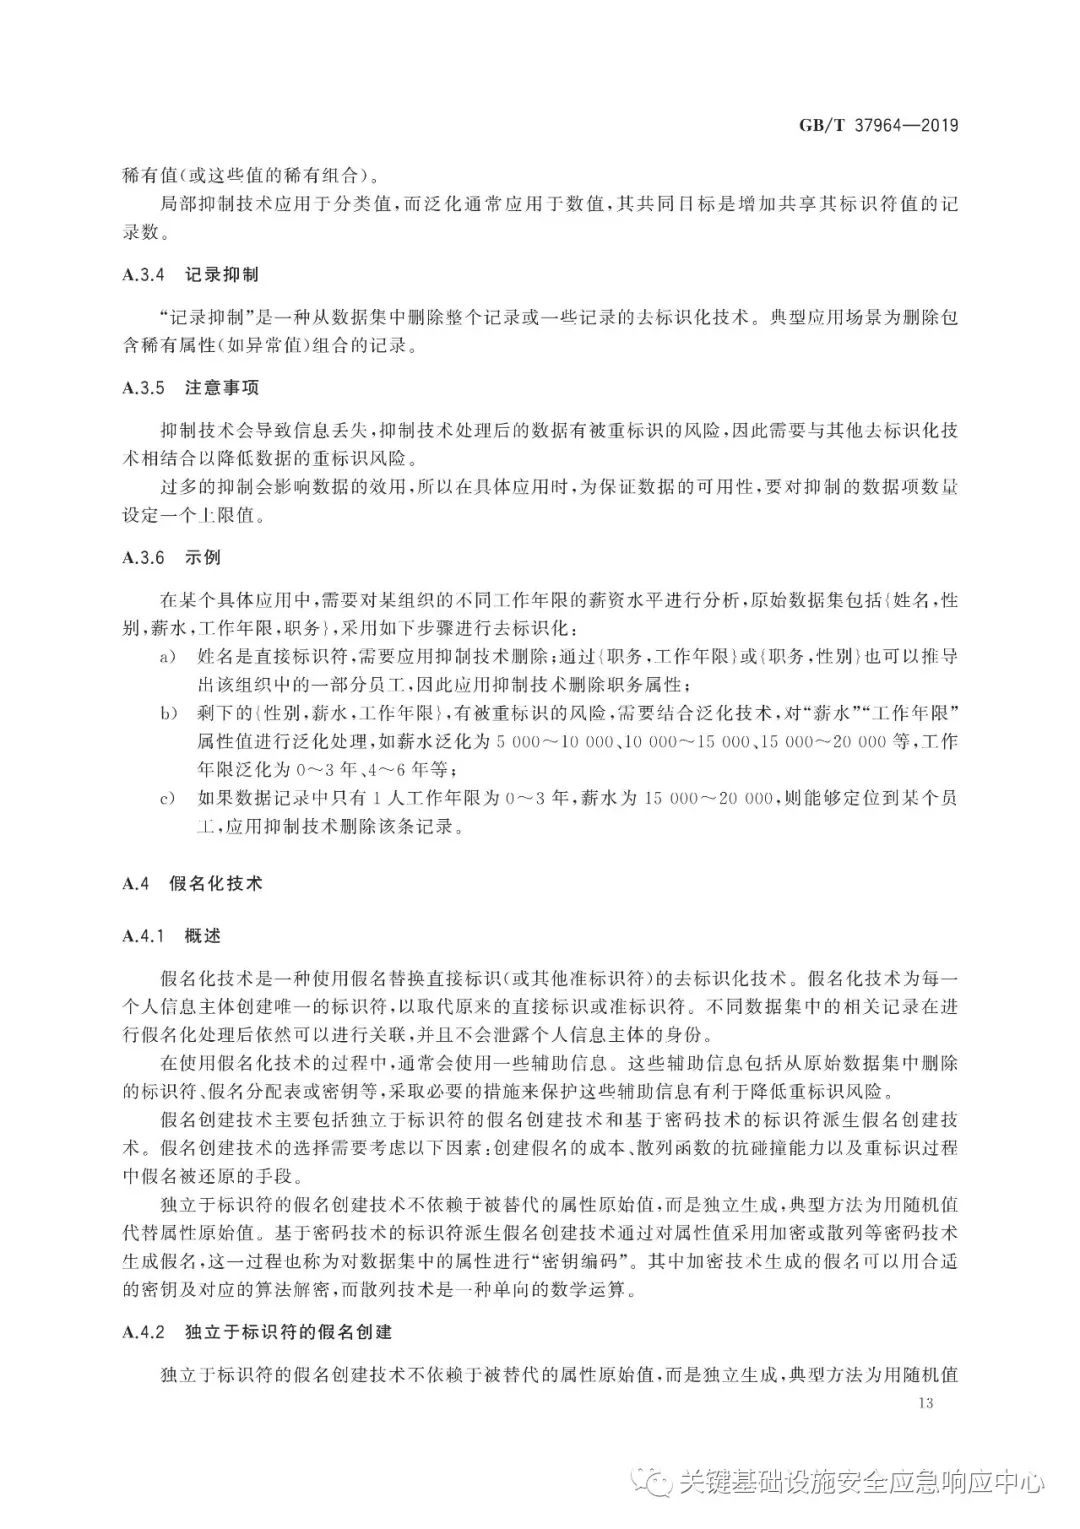 GB/T 37964—2019
稀有值(或这些值的稀有组合)。
局部抑制技术应用于分类值,而泛化通常应用于数值,其共同目标是增加共享其标识符值的记
录数。
A.3.4 记录抑制
“记录抑制”是一种从数据集中删除整个记录或一些记录的去标识化技术。典型应用场景为删除包
含稀有属性(如异常值)组合的记录。
A.3.5 注意事项
抑制技术会导致信息丢失,抑制技术处理后的数据有被重标识的风险,因此需要与其他去标识化技
术相结合以降低数据的重标识风险。
过多的抑制会影响数据的效用,所以在具体应用时,为保证数据的可用性,要对抑制的数据项数量
设定一个上限值。
A.3.6 示例
在某个具体应用中,需要对某组织的不同工作年限的薪资水平进行分析,原始数据集包括{姓名,性
别,薪水,工作年限,职务},采用如下步骤进行去标识化:
a) 姓名是直接标识符,需要应用抑制技术删除;通过{职务,工作年限}或{职务,性别}也可以推导
出该组织中的一部分员工,因此应用抑制技术删除职务属性;
b) 剩下的{性别,薪水,工作年限},有被重标识的风险,需要结合泛化技术,对“薪水”“工作年限”
属性值进行泛化处理,如薪水泛化为 5 000~10 000、10 000~15 000、15 000~20 000 等,工作
年限泛化为 0~3 年、4~6 年等;
c) 如果数据记录中只有 1 人工作年限为 0~3 年,薪水为 15 000~20 000,则能够定位到某个员
工,应用抑制技术删除该条记录。
A.4 假名化技术
A.4.1 概述
假名化技术是一种使用假名替换直接标识(或其他准标识符)的去标识化技术。假名化技术为每一
个人信息主体创建唯一的标识符,以取代原来的直接标识或准标识符。不同数据集中的相关记录在进
行假名化处理后依然可以进行关联,并且不会泄露个人信息主体的身份。
在使用假名化技术的过程中,通常会使用一些辅助信息。这些辅助信息包括从原始数据集中删除
的标识符、假名分配表或密钥等,采取必要的措施来保护这些辅助信息有利于降低重标识风险。
假名创建技术主要包括独立于标识符的假名创建技术和基于密码技术的标识符派生假名创建技
术。假名创建技术的选择需要考虑以下因素:创建假名的成本、散列函数的抗碰撞能力以及重标识过程
中假名被还原的手段。
独立于标识符的假名创建技术不依赖于被替代的属性原始值,而是独立生成,典型方法为用随机值
代替属性原始值。基于密码技术的标识符派生假名创建技术通过对属性值采用加密或散列等密码技术
生成假名,这一过程也称为对数据集中的属性进行“密钥编码”。其中加密技术生成的假名可以用合适
的密钥及对应的算法解密,而散列技术是一种单向的数学运算。
A.4.2 独立于标识符的假名创建
独立于标识符的假名创建技术不依赖于被替代的属性原始值,而是独立生成,典型方法为用随机值
13
关键基础设施安全应急响应中心